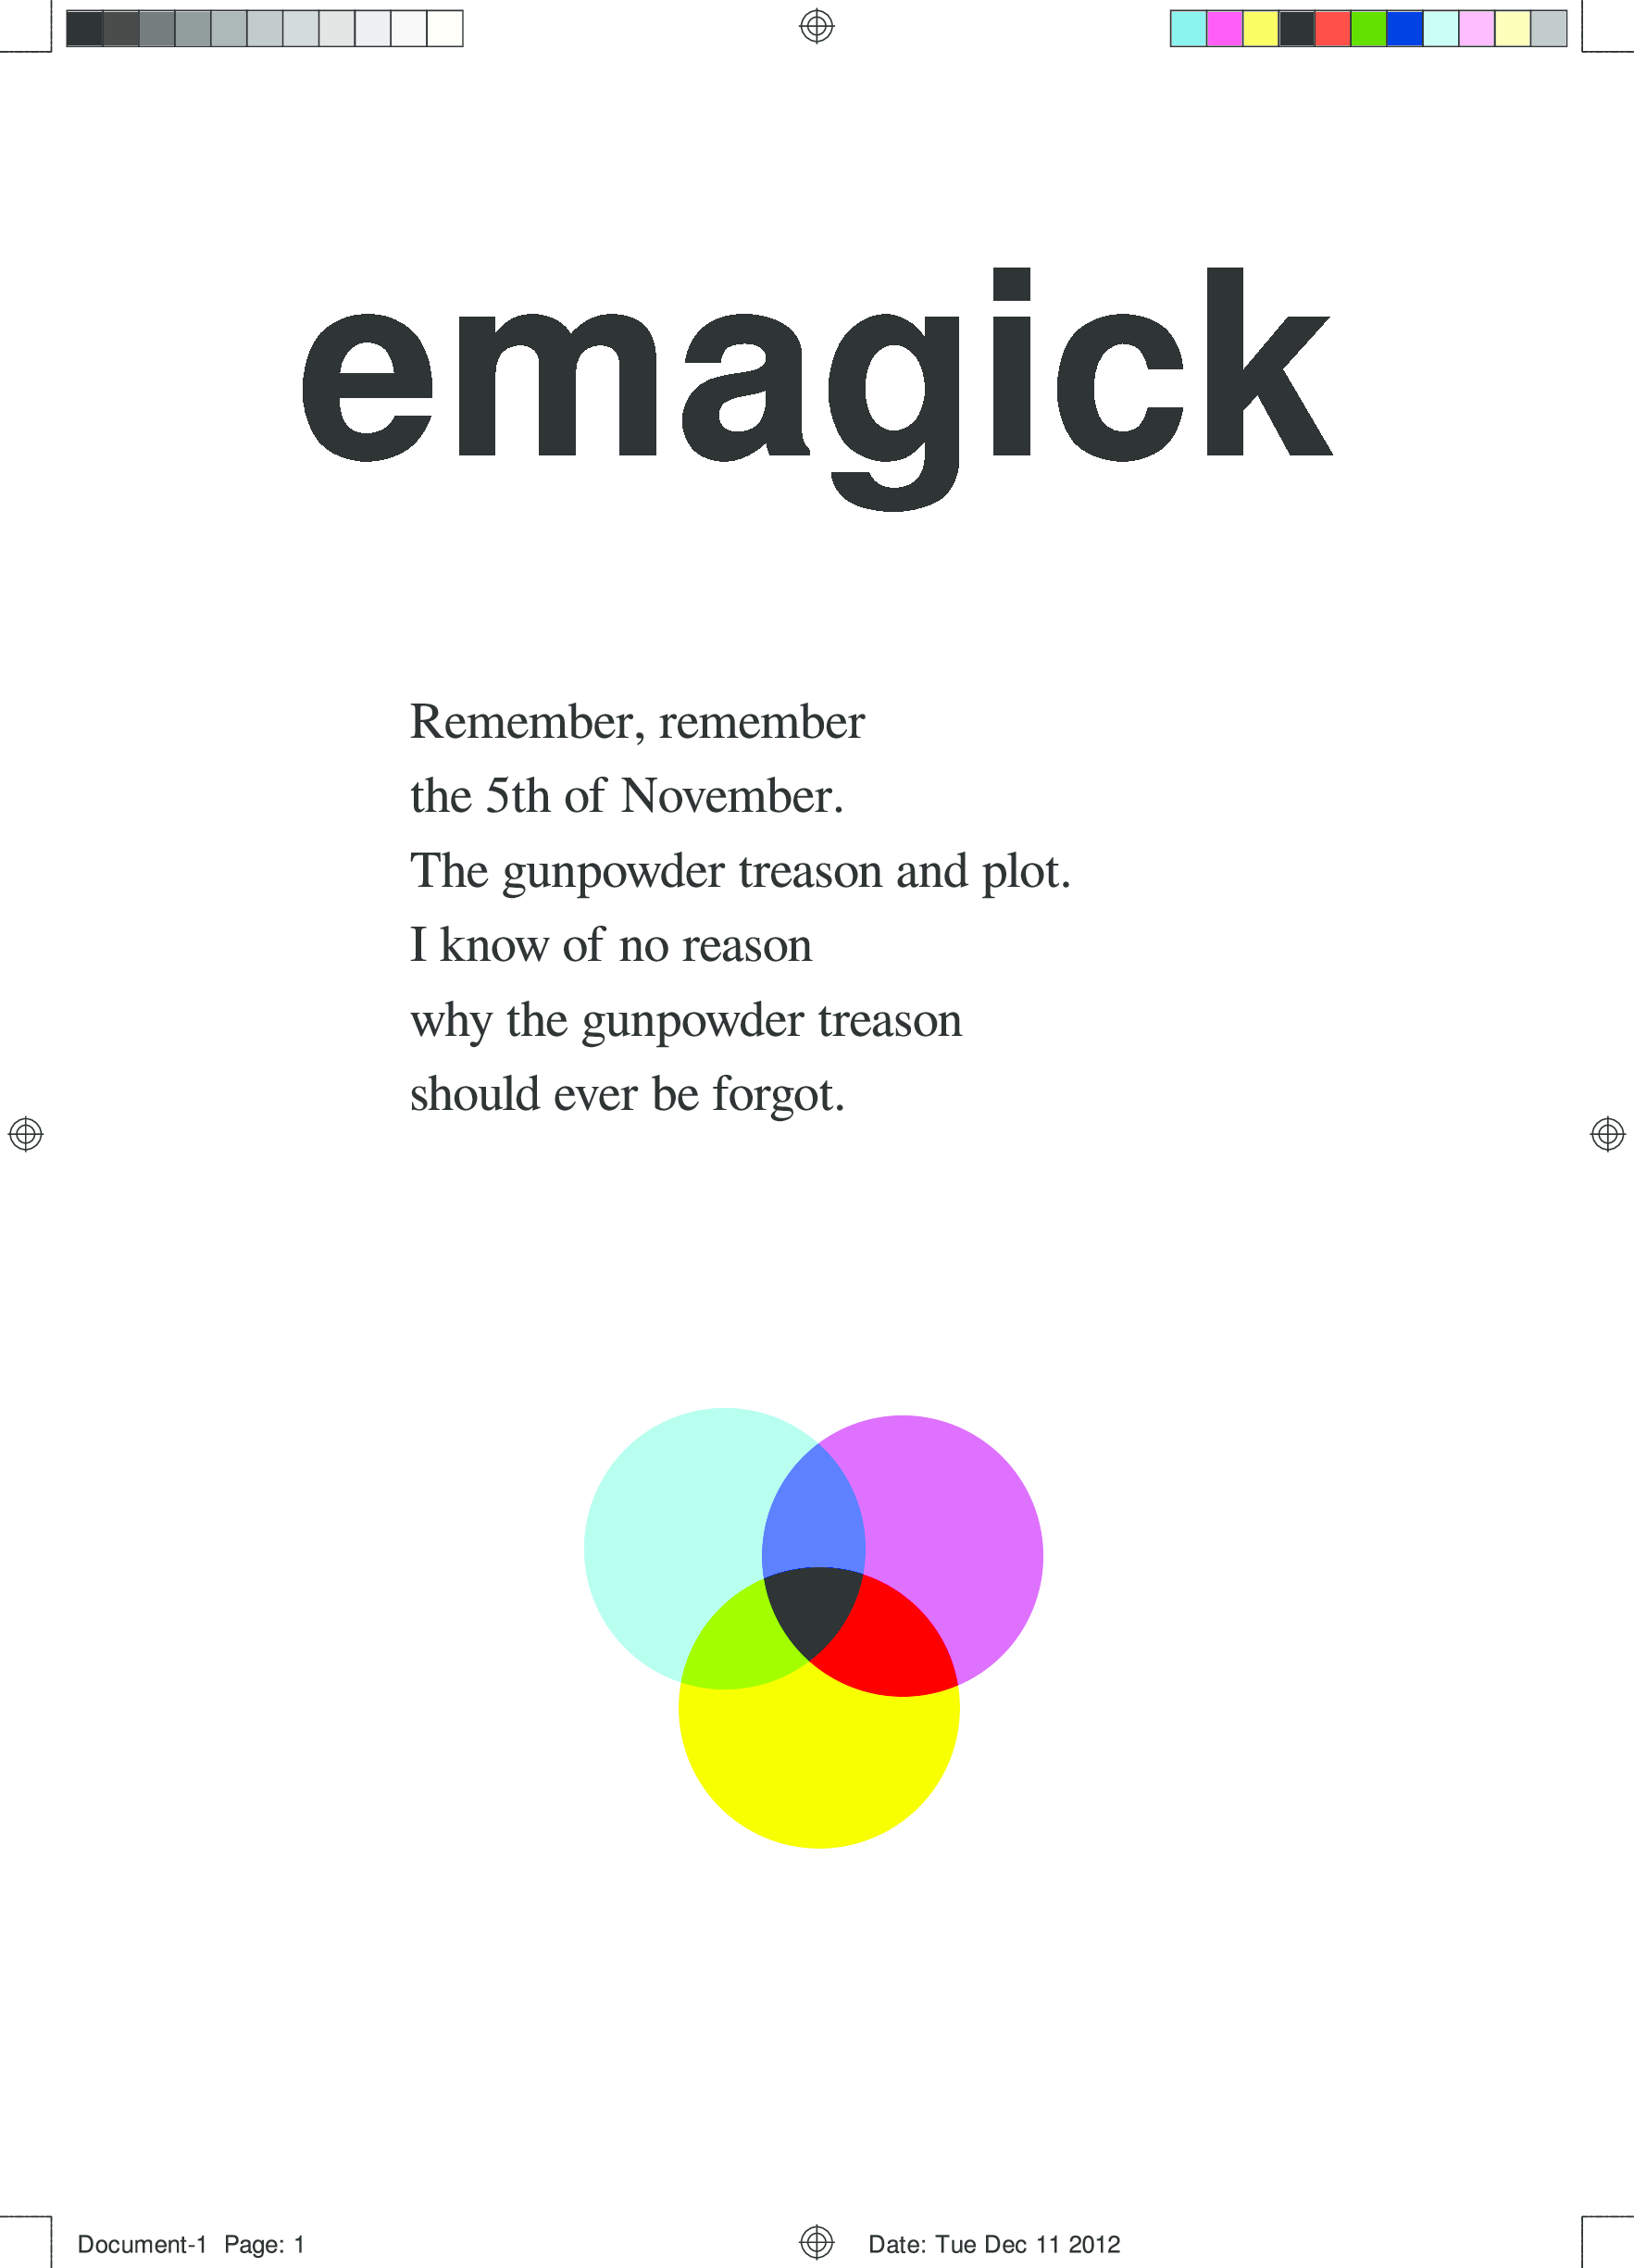 emagick
Remember, remember
the 5th of November.
The gunpowder treason and plot.
I know of no reason
why the gunpowder treason
should ever be forgot.
Document-1 Page: 1
Date: Tue Dec 11 2012